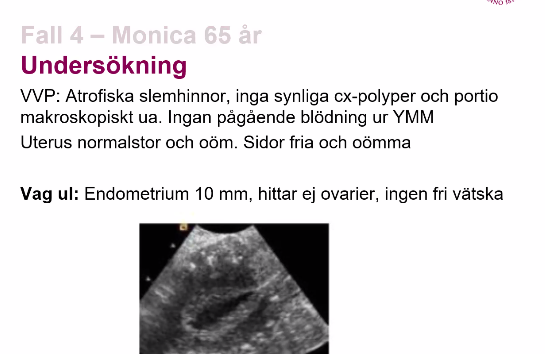 Fall 4 – Monica 65 år
Undersökning
VVP: Atrofiska slemhinnor, inga synliga cx-polyper och portio
makroskopiskt ua. Ingan pågående blödning ur YMM
Uterus normalstor och oöm. Sidor fria och oömma
Vag ul: Endometrium 10 mm, hittar ej ovarier, ingen fri vätska